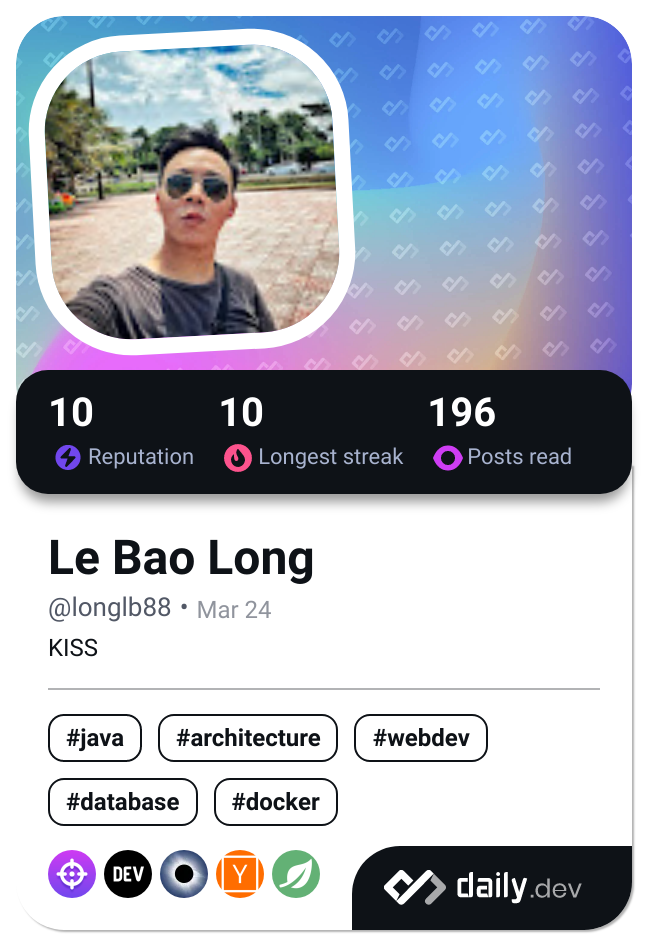 10 10 196
Reputation Longest streak Posts read
Le Bao Long
@longlb88 • Mar 24
KISS
#java #architecture #webdev
#database #docker
DEV Y
daily.dev